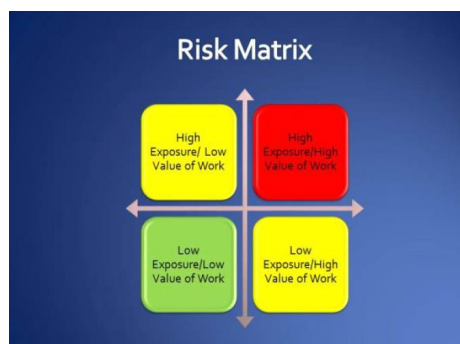 Risk Matrix
High
Exposure/ Low
Value of Work
High
Exposure/High
Value of Work
Low
Exposure/Low
Value of Work
Low
Exposure/High
Value of Work